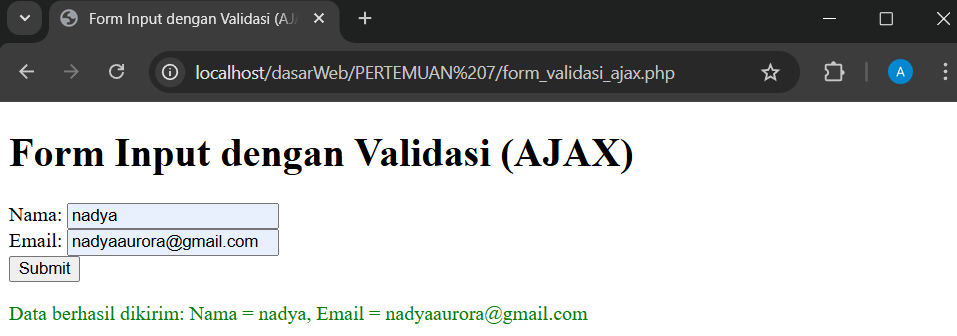 Form Input dengan Validasi (AJA
localhost/dasarWeb/PERTEMUAN%207/form_validasi_ajax.php
A
Form Input dengan Validasi (AJAX)
Nama: nadya
Email: nadyaaurora@gmail.com
Submit
Data berhasil dikirim: Nama = nadya, Email = nadyaaurora@gmail.com